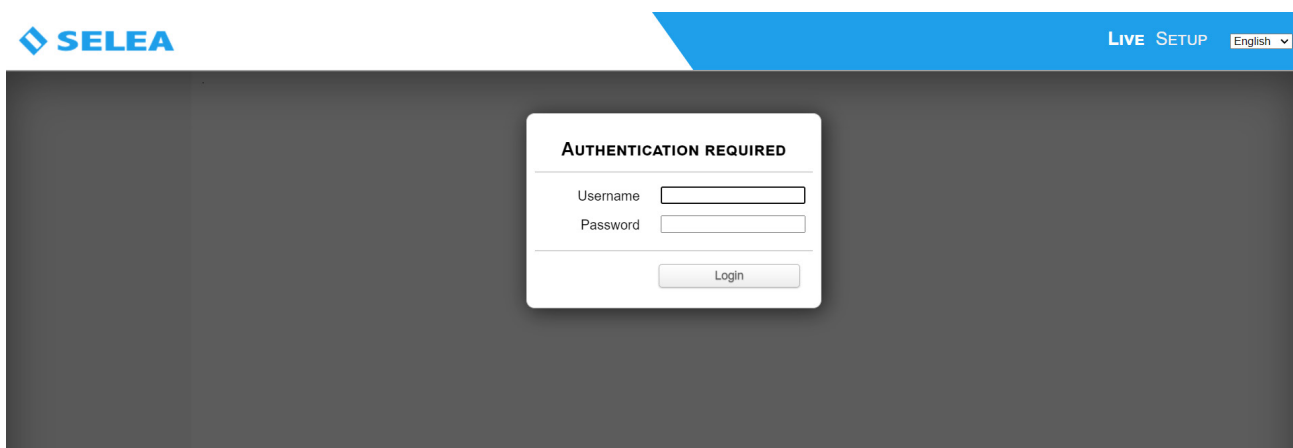 SELEA
LIVE SETUP English
AUTHENTICATION REQUIRED
Username
Password
Login